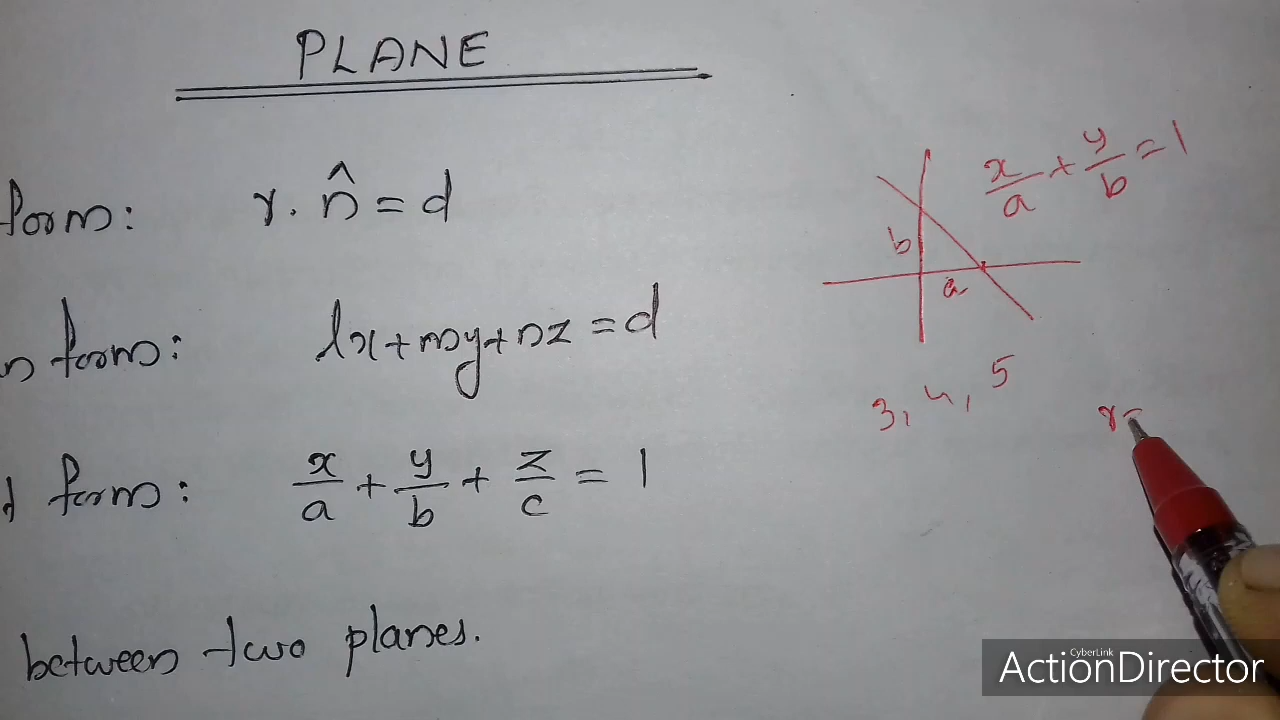 PLANE
form: r. n̂ = d
n form: lx+my+nz = d
form: x/a + y/b + z/c = 1
between two planes.
x/a + y/b = 1
b
a
3, 4, 5
r=
CyberLink
ActionDirector